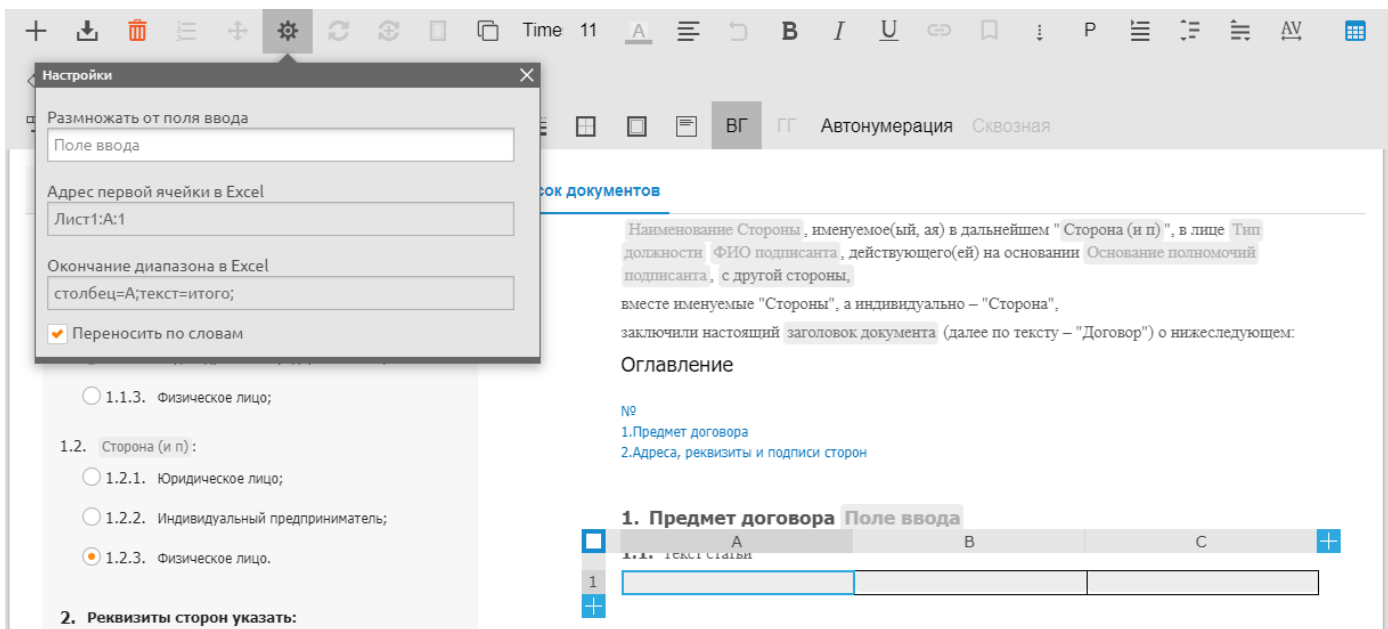 Time 11 A B I U P AV
Настройки
Размножать от поля ввода
Поле ввода
Адрес первой ячейки в Excel
Лист1:А:1
Окончание диапазона в Excel
столбец=А;текст=итого;
Переносить по словам
ВГ ГГ Автонумерация Сквозная
ок документов
1.1.3. Физическое лицо;
1.2. Сторона (и п) :
1.2.1. Юридическое лицо;
1.2.2. Индивидуальный предприниматель;
1.2.3. Физическое лицо.
2. Реквизиты сторон указать:
Наименование Стороны , именуемое(ый, ая) в дальнейшем " Сторона (и п) ", в лице Тип
должности ФИО подписанта , действующего(ей) на основании Основание полномочий
подписанта , с другой стороны,
вместе именуемые "Стороны", а индивидуально – "Сторона",
заключили настоящий заголовок документа (далее по тексту – "Договор") о нижеследующем:
Оглавление
№
1.Предмет договора
2.Адреса, реквизиты и подписи сторон
1. Предмет договора Поле ввода
A B C
1.1. Текст статьи
1